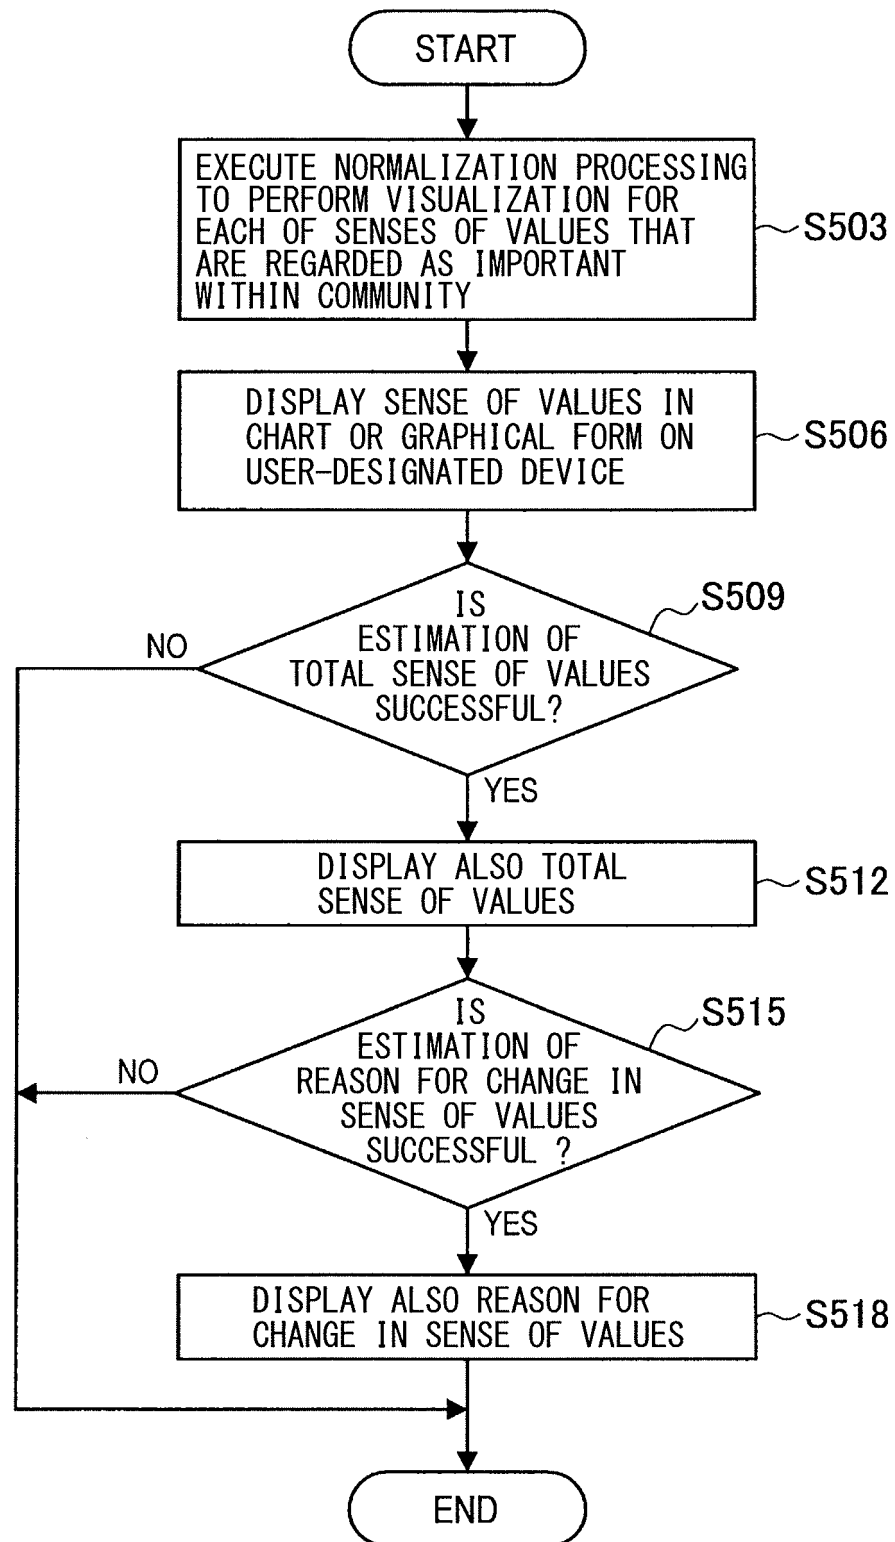 START
EXECUTE NORMALIZATION PROCESSING
TO PERFORM VISUALIZATION FOR
EACH OF SENSES OF VALUES THAT
ARE REGARDED AS IMPORTANT
WITHIN COMMUNITY
S503
DISPLAY SENSE OF VALUES IN
CHART OR GRAPHICAL FORM ON
USER-DESIGNATED DEVICE
S506
IS
ESTIMATION OF
TOTAL SENSE OF VALUES
SUCCESSFUL?
S509
NO
YES
DISPLAY ALSO TOTAL
SENSE OF VALUES
S512
IS
ESTIMATION OF
REASON FOR CHANGE IN
SENSE OF VALUES
SUCCESSFUL ?
S515
NO
YES
DISPLAY ALSO REASON FOR
CHANGE IN SENSE OF VALUES
S518
END